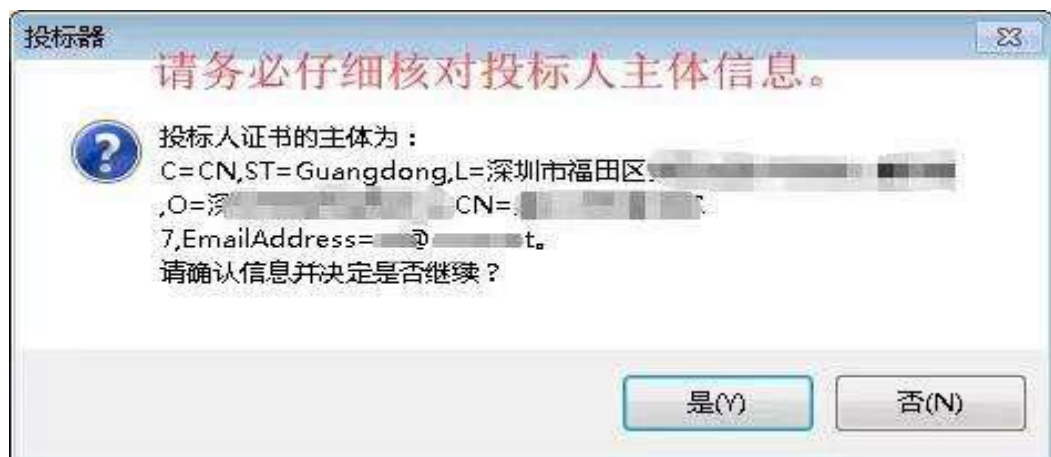 投标器
请务必仔细核对投标人主体信息。
投标人证书的主体为：
C=CN,ST=Guangdong,L=深圳市福田区
,O=深 CN=
7,EmailAddress= @ t。
请确认信息并决定是否继续？
是(Y)
否(N)